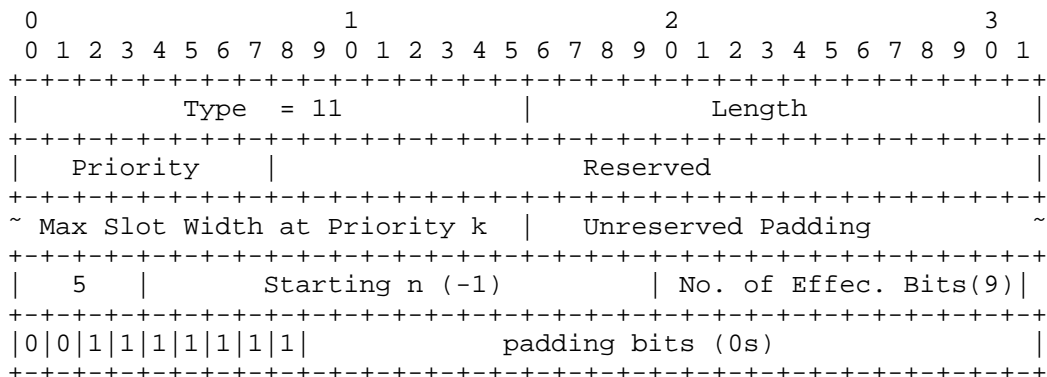 0                   1                   2                   3
 0 1 2 3 4 5 6 7 8 9 0 1 2 3 4 5 6 7 8 9 0 1 2 3 4 5 6 7 8 9 0 1
+-+-+-+-+-+-+-+-+-+-+-+-+-+-+-+-+-+-+-+-+-+-+-+-+-+-+-+-+-+-+-+-+
|          Type  = 11           |           Length              |
+-+-+-+-+-+-+-+-+-+-+-+-+-+-+-+-+-+-+-+-+-+-+-+-+-+-+-+-+-+-+-+-+
|   Priority    |                   Reserved                    |
+-+-+-+-+-+-+-+-+-+-+-+-+-+-+-+-+-+-+-+-+-+-+-+-+-+-+-+-+-+-+-+-+
~ Max Slot Width at Priority k  |   Unreserved Padding          ~
+-+-+-+-+-+-+-+-+-+-+-+-+-+-+-+-+-+-+-+-+-+-+-+-+-+-+-+-+-+-+-+-+
|   5   |       Starting n (-1)         | No. of Effec. Bits(9)|
+-+-+-+-+-+-+-+-+-+-+-+-+-+-+-+-+-+-+-+-+-+-+-+-+-+-+-+-+-+-+-+-+
|0|0|1|1|1|1|1|1|1|            padding bits (0s)                |
+-+-+-+-+-+-+-+-+-+-+-+-+-+-+-+-+-+-+-+-+-+-+-+-+-+-+-+-+-+-+-+-+